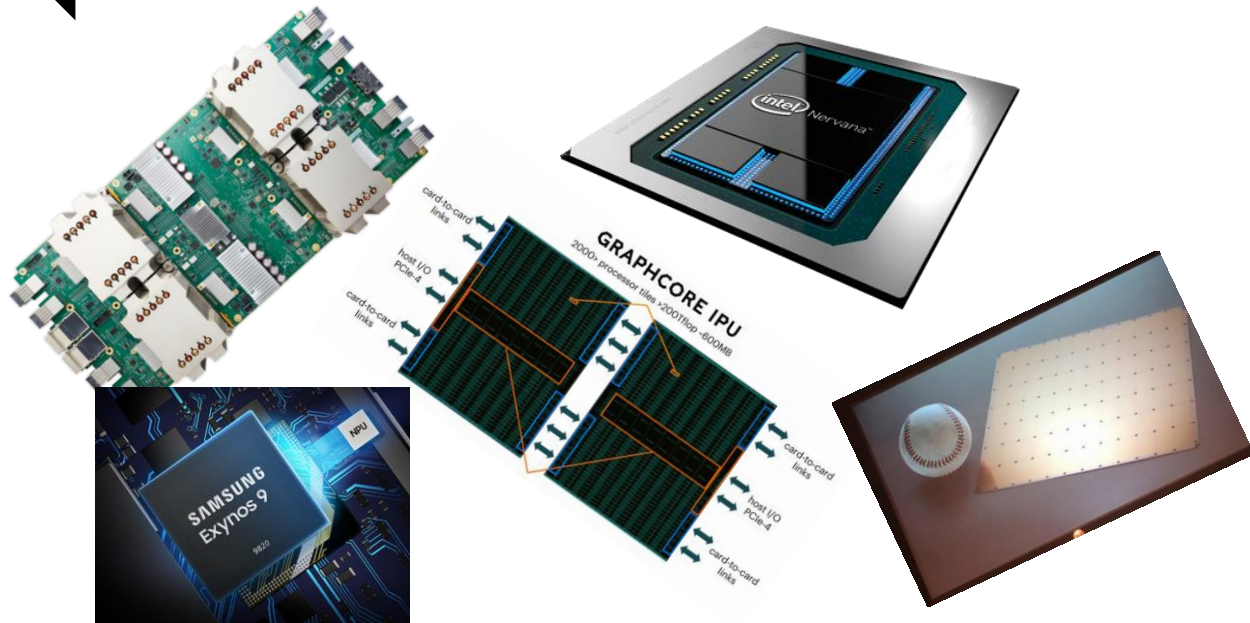 intel Nervana™
card-to-card
links
host I/O
PCIe-4
card-to-card
links
GRAPHCORE IPU
2000> processor tiles >200Tflop ~600MB
card-to-card
links
host I/O
PCIe-4
card-to-card
links
SAMSUNG
Exynos 9
9820
NPU